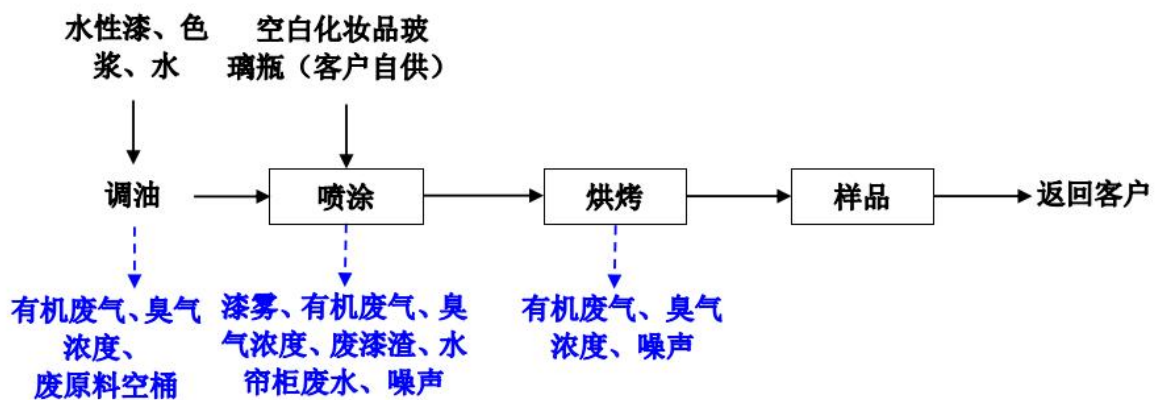 水性漆、色
浆、水
空白化妆品玻
璃瓶（客户自供）
调油
喷涂
烘烤
样品
返回客户
有机废气、臭气
浓度、
废原料空桶
漆雾、有机废气、臭
气浓度、废漆渣、水
帘柜废水、噪声
有机废气、臭气
浓度、噪声